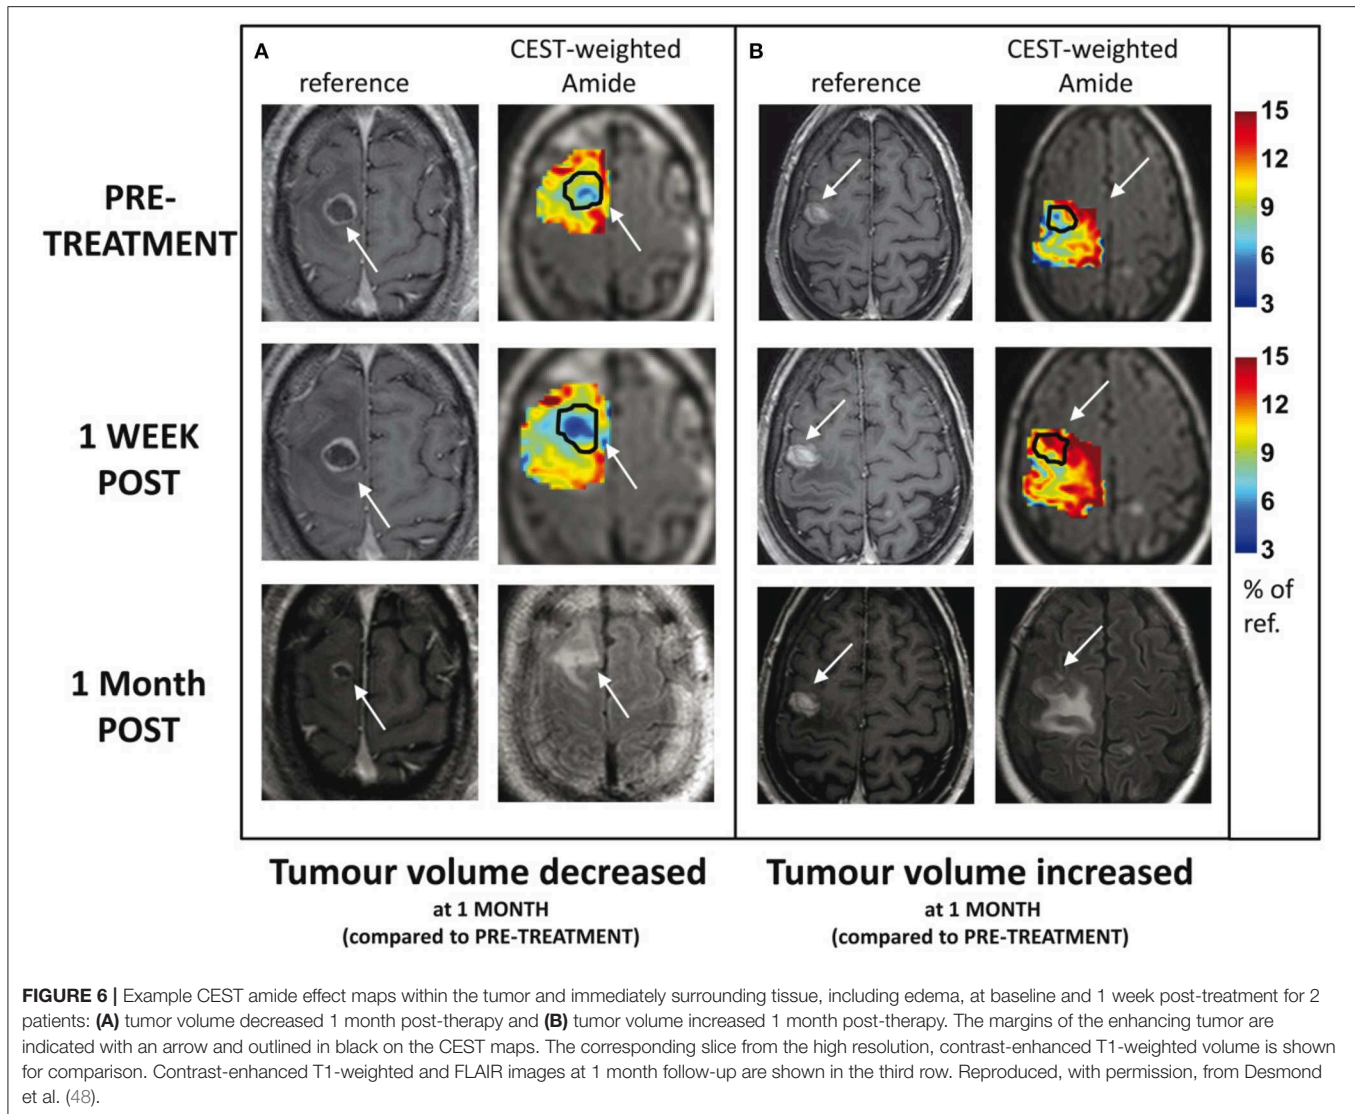 A
reference
CEST-weighted
Amide
B
reference
CEST-weighted
Amide
PRE-
TREATMENT
15
12
9
6
3
1 WEEK
POST
15
12
9
6
3
% of
ref.
1 Month
POST
Tumour volume decreased
at 1 MONTH
(compared to PRE-TREATMENT)
Tumour volume increased
at 1 MONTH
(compared to PRE-TREATMENT)
FIGURE 6 | Example CEST amide effect maps within the tumor and immediately surrounding tissue, including edema, at baseline and 1 week post-treatment for 2
patients: (A) tumor volume decreased 1 month post-therapy and (B) tumor volume increased 1 month post-therapy. The margins of the enhancing tumor are
indicated with an arrow and outlined in black on the CEST maps. The corresponding slice from the high resolution, contrast-enhanced T1-weighted volume is shown
for comparison. Contrast-enhanced T1-weighted and FLAIR images at 1 month follow-up are shown in the third row. Reproduced, with permission, from Desmond
et al. (48).